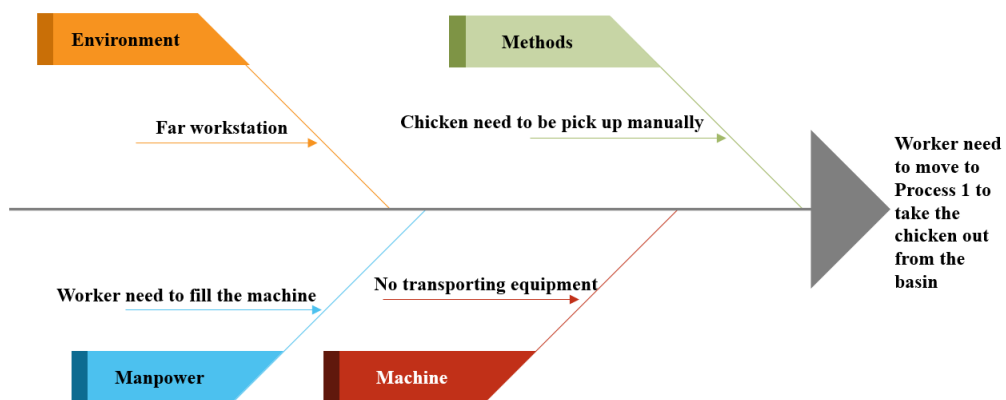 Environment
Methods
Far workstation
Chicken need to be pick up manually
Worker need
to move to
Process 1 to
take the
chicken out
from the
basin
Worker need to fill the machine
No transporting equipment
Manpower
Machine